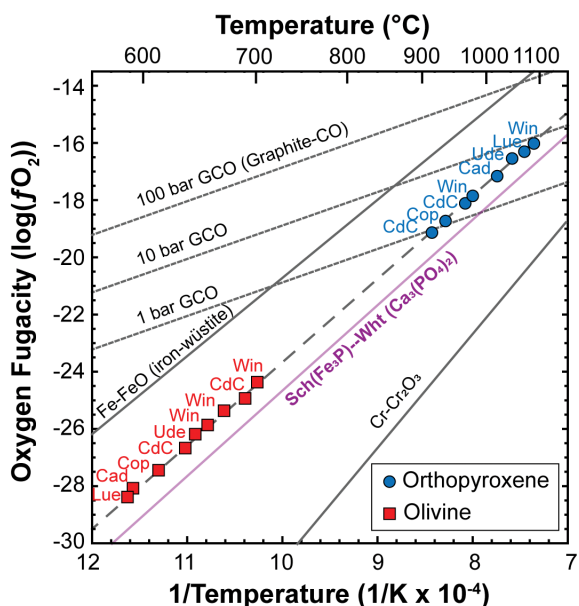 Temperature (°C)
600 700 800 900 1000 1100
Oxygen Fugacity (log(fO₂))
-14
-16
-18
-20
-22
-24
-26
-28
-30
100 bar GCO (Graphite-CO)
10 bar GCO
1 bar GCO
Fe-FeO (iron-wüstite)
Sch(Fe₃P)--Wht (Ca₃(PO₄)₂)
Cr-Cr₂O₃
Win
Lue
Ude
Cad
Win
CdC
Cop
CdC
Win
CdC
Win
Win
Ude
CdC
Cop
Cad
Lue
Orthopyroxene
Olivine
12 11 10 9 8 7
1/Temperature (1/K x 10⁻⁴)